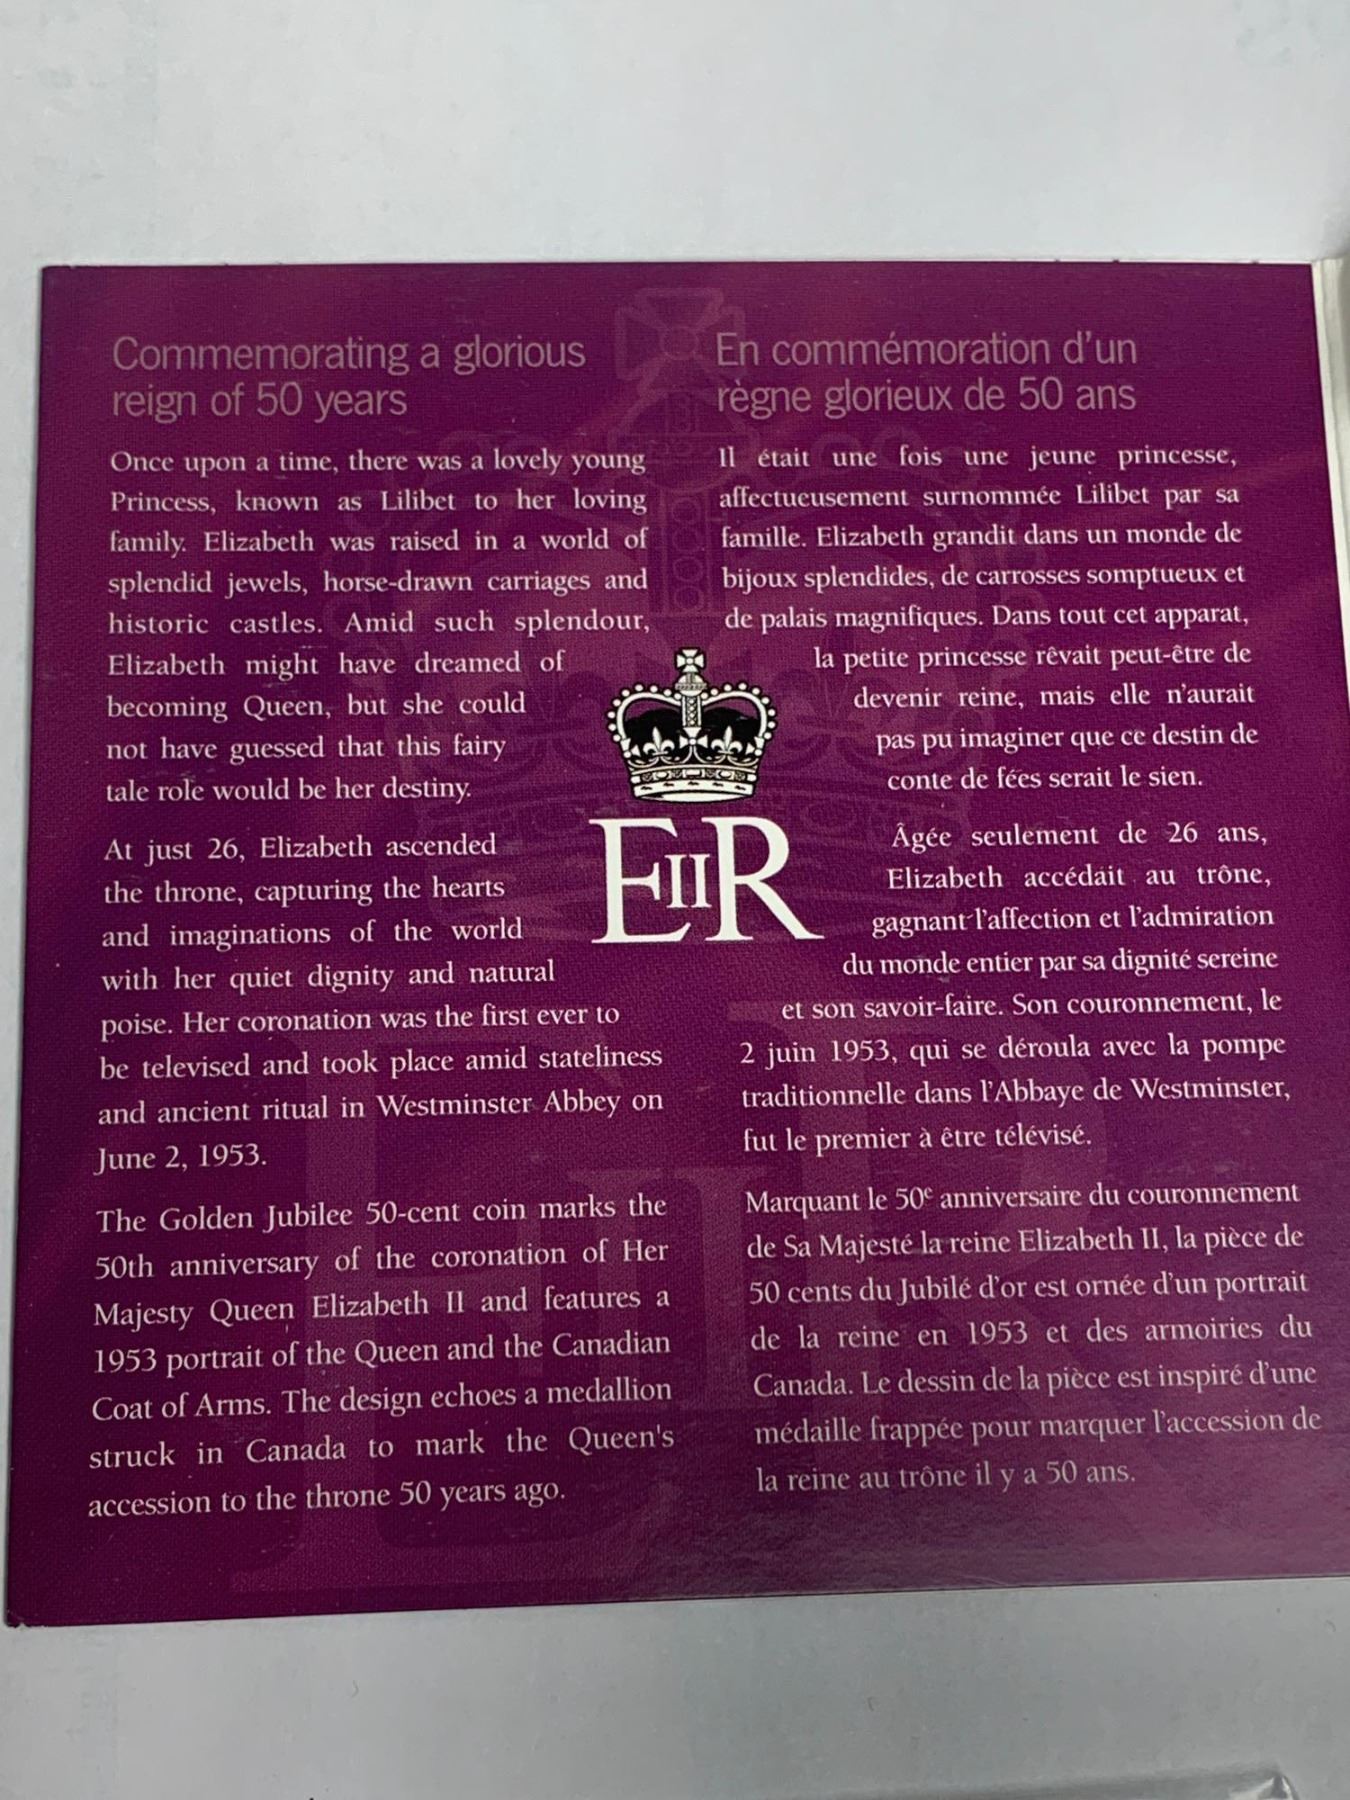 Commemorating a glorious
reign of 50 years
Once upon a time, there was a lovely young
Princess, known as Lilibet to her loving
family. Elizabeth was raised in a world of
splendid jewels, horse-drawn carriages and
historic castles. Amid such splendour,
Elizabeth might have dreamed of
becoming Queen, but she could
not have guessed that this fairy
tale role would be her destiny.
At just 26, Elizabeth ascended
the throne, capturing the hearts
and imaginations of the world
with her quiet dignity and natural
poise. Her coronation was the first ever to
be televised and took place amid stateliness
and ancient ritual in Westminster Abbey on
June 2, 1953.
The Golden Jubilee 50-cent coin marks the
50th anniversary of the coronation of Her
Majesty Queen Elizabeth II and features a
1953 portrait of the Queen and the Canadian
Coat of Arms. The design echoes a medallion
struck in Canada to mark the Queen's
accession to the throne 50 years ago.
EIIR
En commémoration d'un
règne glorieux de 50 ans
Il était une fois une jeune princesse,
affectueusement surnommée Lilibet par sa
famille. Elizabeth grandit dans un monde de
bijoux splendides, de carrosses somptueux et
de palais magnifiques. Dans tout cet apparat,
la petite princesse rêvait peut-être de
devenir reine, mais elle n'aurait
pas pu imaginer que ce destin de
conte de fées serait le sien.
Âgée seulement de 26 ans,
Elizabeth accédait au trône,
gagnant l'affection et l'admiration
du monde entier par sa dignité sereine
et son savoir-faire. Son couronnement, le
2 juin 1953, qui se déroula avec la pompe
traditionnelle dans l'Abbaye de Westminster,
fut le premier à être télévisé.
Marquant le 50e anniversaire du couronnement
de Sa Majesté la reine Elizabeth II, la pièce de
50 cents du Jubilé d'or est ornée d'un portrait
de la reine en 1953 et des armoiries du
Canada. Le dessin de la pièce est inspiré d'une
médaille frappée pour marquer l'accession de
la reine au trône il y a 50 ans.